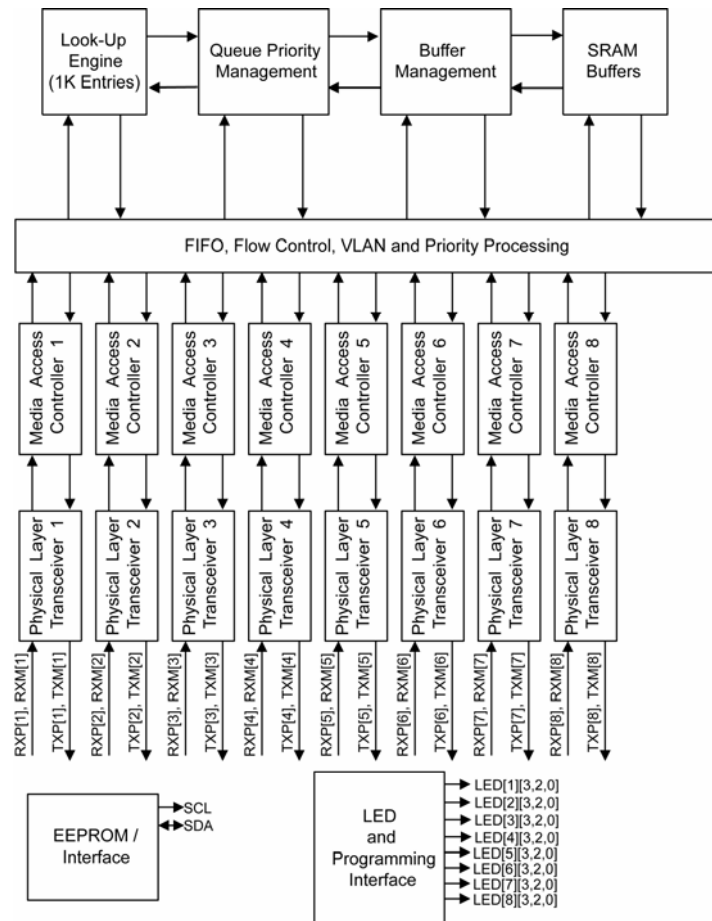 Look-Up
Engine
(1K Entries)
Queue Priority
Management
Buffer
Management
SRAM
Buffers
FIFO, Flow Control, VLAN and Priority Processing
Media Access
Controller 1
Media Access
Controller 2
Media Access
Controller 3
Media Access
Controller 4
Media Access
Controller 5
Media Access
Controller 6
Media Access
Controller 7
Media Access
Controller 8
Physical Layer
Transceiver 1
Physical Layer
Transceiver 2
Physical Layer
Transceiver 3
Physical Layer
Transceiver 4
Physical Layer
Transceiver 5
Physical Layer
Transceiver 6
Physical Layer
Transceiver 7
Physical Layer
Transceiver 8
RXP[1], RXM[1]
TXP[1], TXM[1]
RXP[2], RXM[2]
TXP[2], TXM[2]
RXP[3], RXM[3]
TXP[3], TXM[3]
RXP[4], RXM[4]
TXP[4], TXM[4]
RXP[5], RXM[5]
TXP[5], TXM[5]
RXP[6], RXM[6]
TXP[6], TXM[6]
RXP[7], RXM[7]
TXP[7], TXM[7]
RXP[8], RXM[8]
TXP[8], TXM[8]
EEPROM /
Interface
SCL
SDA
LED
and
Programming
Interface
LED[1][3,2,0]
LED[2][3,2,0]
LED[3][3,2,0]
LED[4][3,2,0]
LED[5][3,2,0]
LED[6][3,2,0]
LED[7][3,2,0]
LED[8][3,2,0]